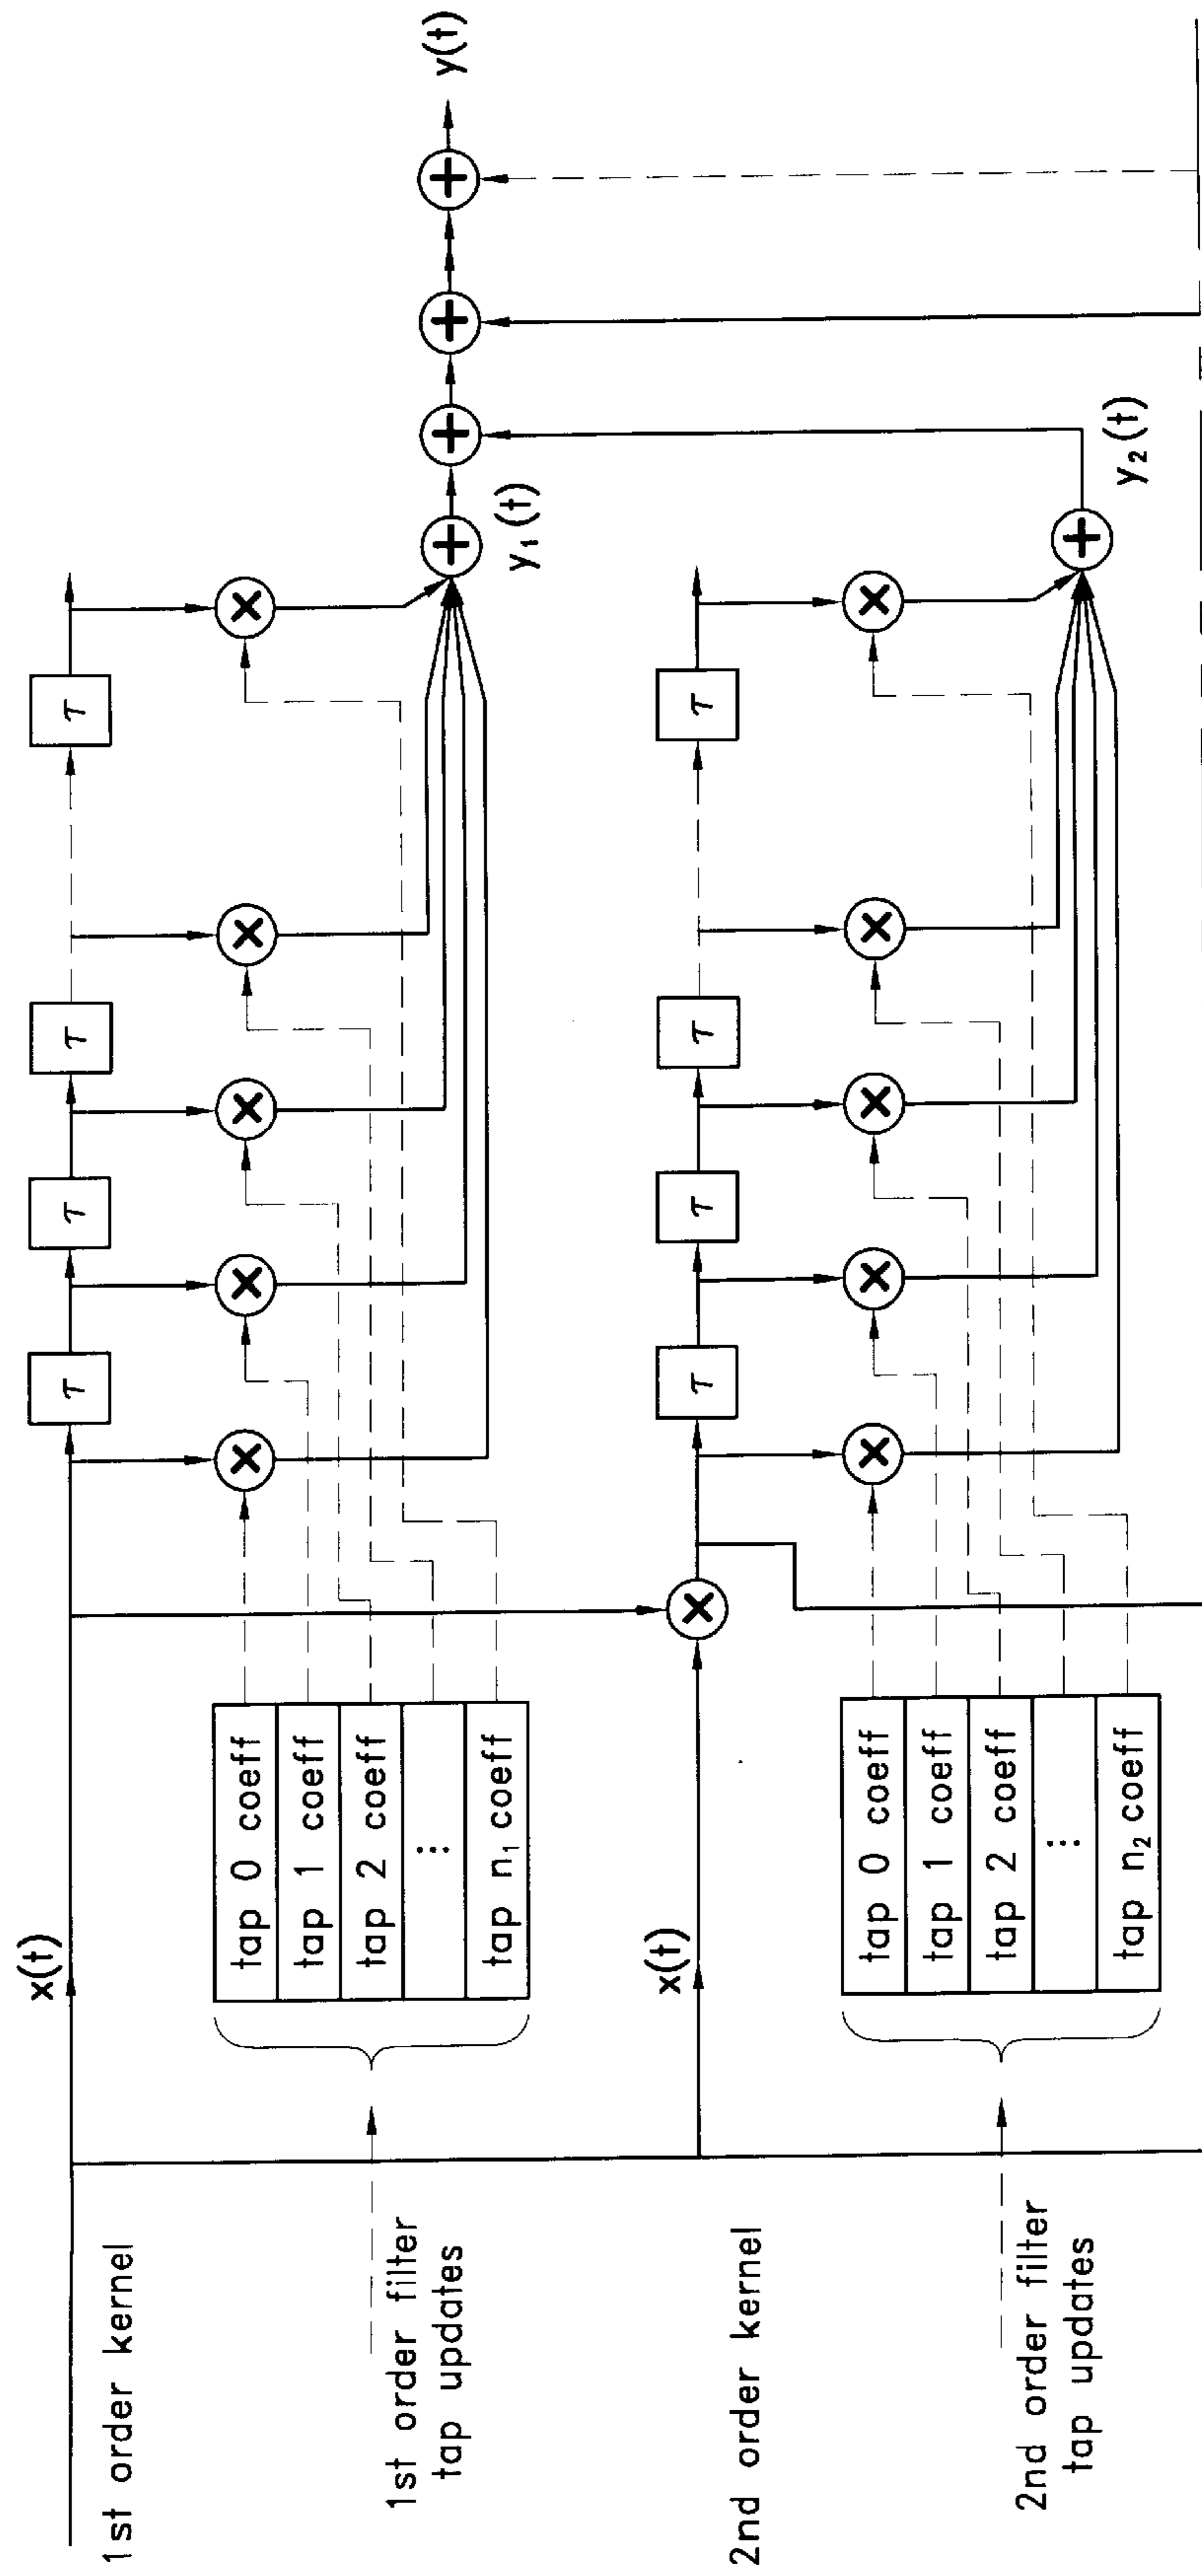 x(t)
1st order kernel
τ
τ
τ
τ
tap 0 coeff
tap 1 coeff
tap 2 coeff
⋮
tap n₁ coeff
1st order filter
tap updates
y₁(t)
y(t)
2nd order kernel
x(t)
τ
τ
τ
τ
tap 0 coeff
tap 1 coeff
tap 2 coeff
⋮
tap n₂ coeff
2nd order filter
tap updates
y₂(t)